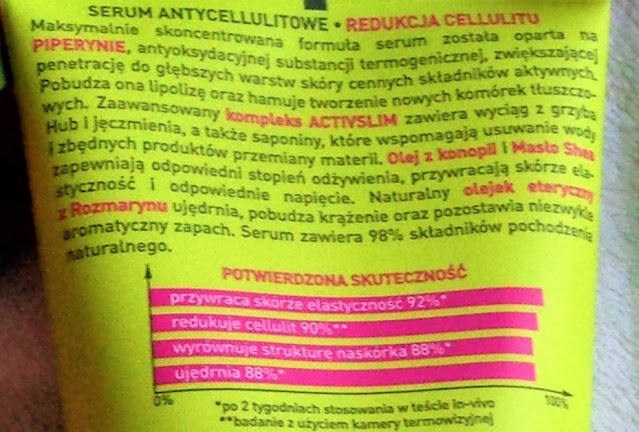 SERUM ANTYCELLULITOWE • REDUKCJA CELLULITU
Maksymalnie skoncentrowana formuła serum została oparta na
PIPERYNIE, antyoksydacyjnej substancji termogenicznej, zwiększającej
penetrację do głębszych warstw skóry cennych składników aktywnych.
Pobudza ona lipolizę oraz hamuje tworzenie nowych komórek tłuszczo-
wych. Zaawansowany kompleks ACTIVSLIM zawiera wyciąg z grzyba
Hub i jęczmienia, a także saponiny, które wspomagają usuwanie wody
i zbędnych produktów przemiany materii. Olej z konopli i Masło Shea
zapewniają odpowiedni stopień odżywienia, przywracają skórze ela-
styczność i odpowiednie napięcie. Naturalny olejek eteryczny
z Rozmarynu ujędrnia, pobudza krążenie oraz pozostawia niezwykle
aromatyczny zapach. Serum zawiera 98% składników pochodzenia
naturalnego.
POTWIERDZONA SKUTECZNOŚĆ
przywraca skórze elastyczność 92%*
redukuje cellulit 90%**
wyrównuje strukturę naskórka 88%*
ujędrnia 88%*
0% 100%
*po 2 tygodniach stosowania w teście in-vivo
**badanie z użyciem kamery termowizyjnej